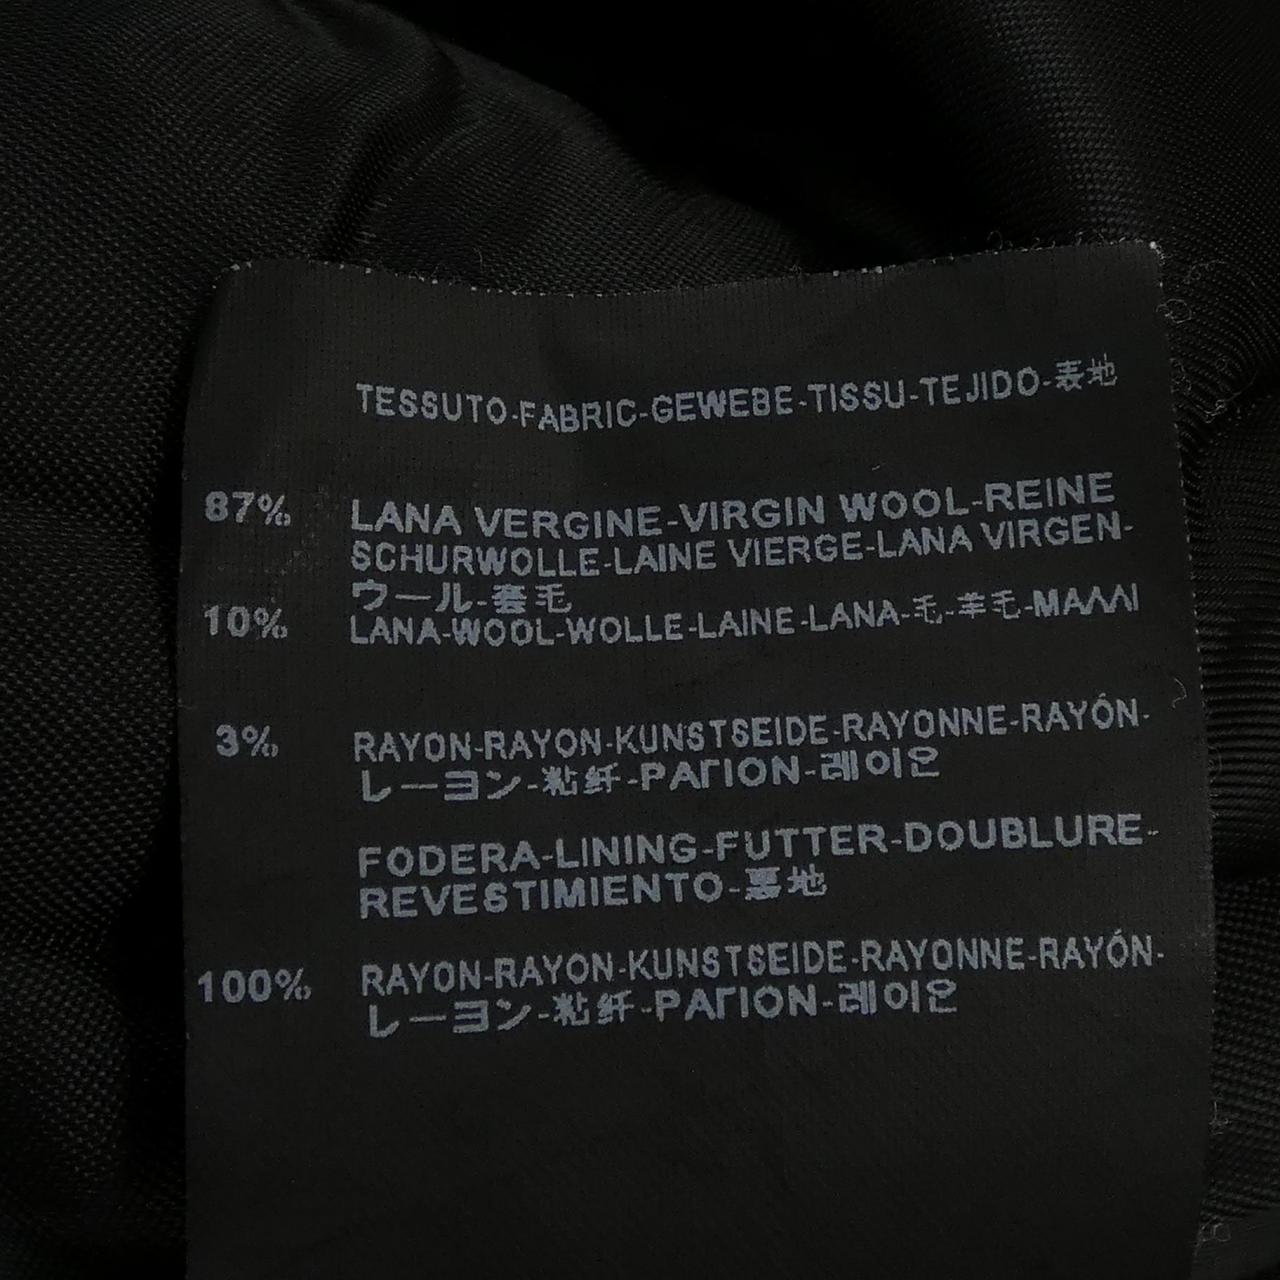 TESSUTO-FABRIC-GEWEBE-TISSU-TEJIDO-表地
87% LANA VERGINE-VIRGIN WOOL-REINE
SCHURWOLLE-LAINE VIERGE-LANA VIRGEN-
ウール-套毛
10% LANA-WOOL-WOLLE-LAINE-LANA-毛-羊毛-ΜΑΛΛΙ
3% RAYON-RAYON-KUNSTSEIDE-RAYONNE-RAYÓN-
レーヨン-粘纤-ΡΑΓΙΟΝ-레이온
FODERA-LINING-FUTTER-DOUBLURE-
REVESTIMIENTO-裏地
100% RAYON-RAYON-KUNSTSEIDE-RAYONNE-RAYÓN-
レーヨン-粘纤-ΡΑΓΙΟΝ-레이온